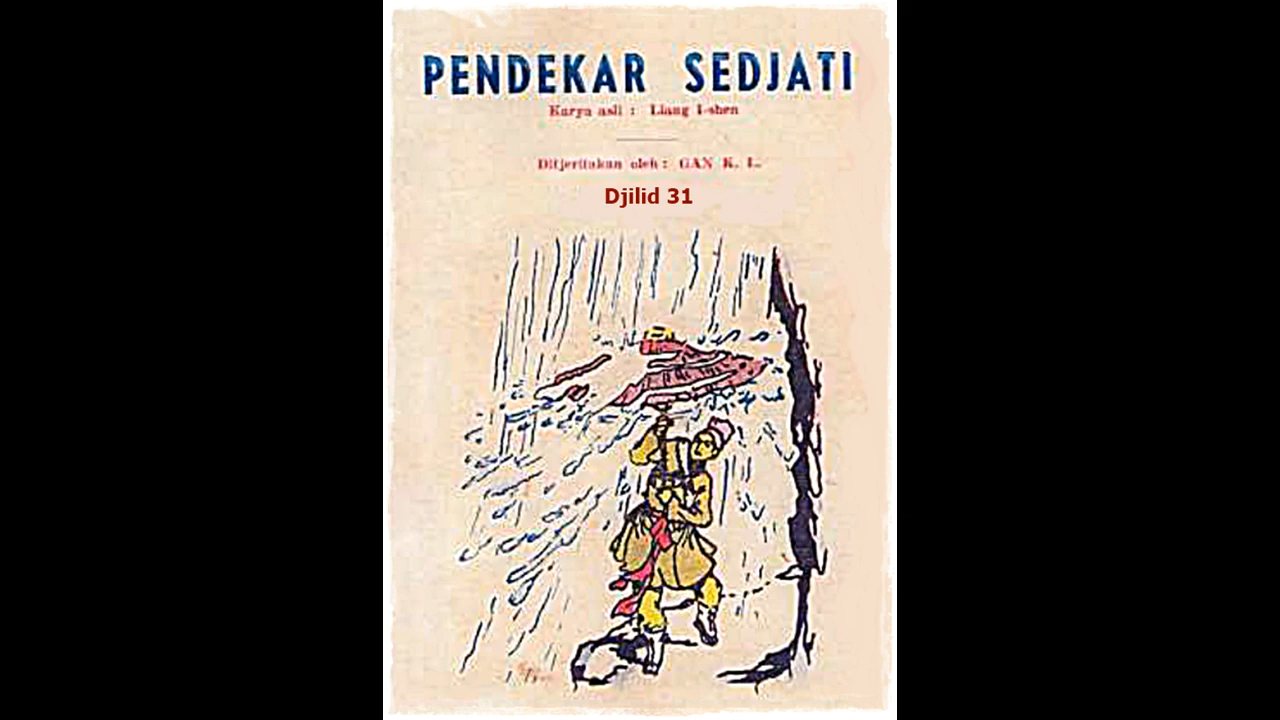 PENDEKAR SEDJATI
Karya asli : Liang I-shen
Ditjeritakan oleh : GAN K. L.
Djilid 31